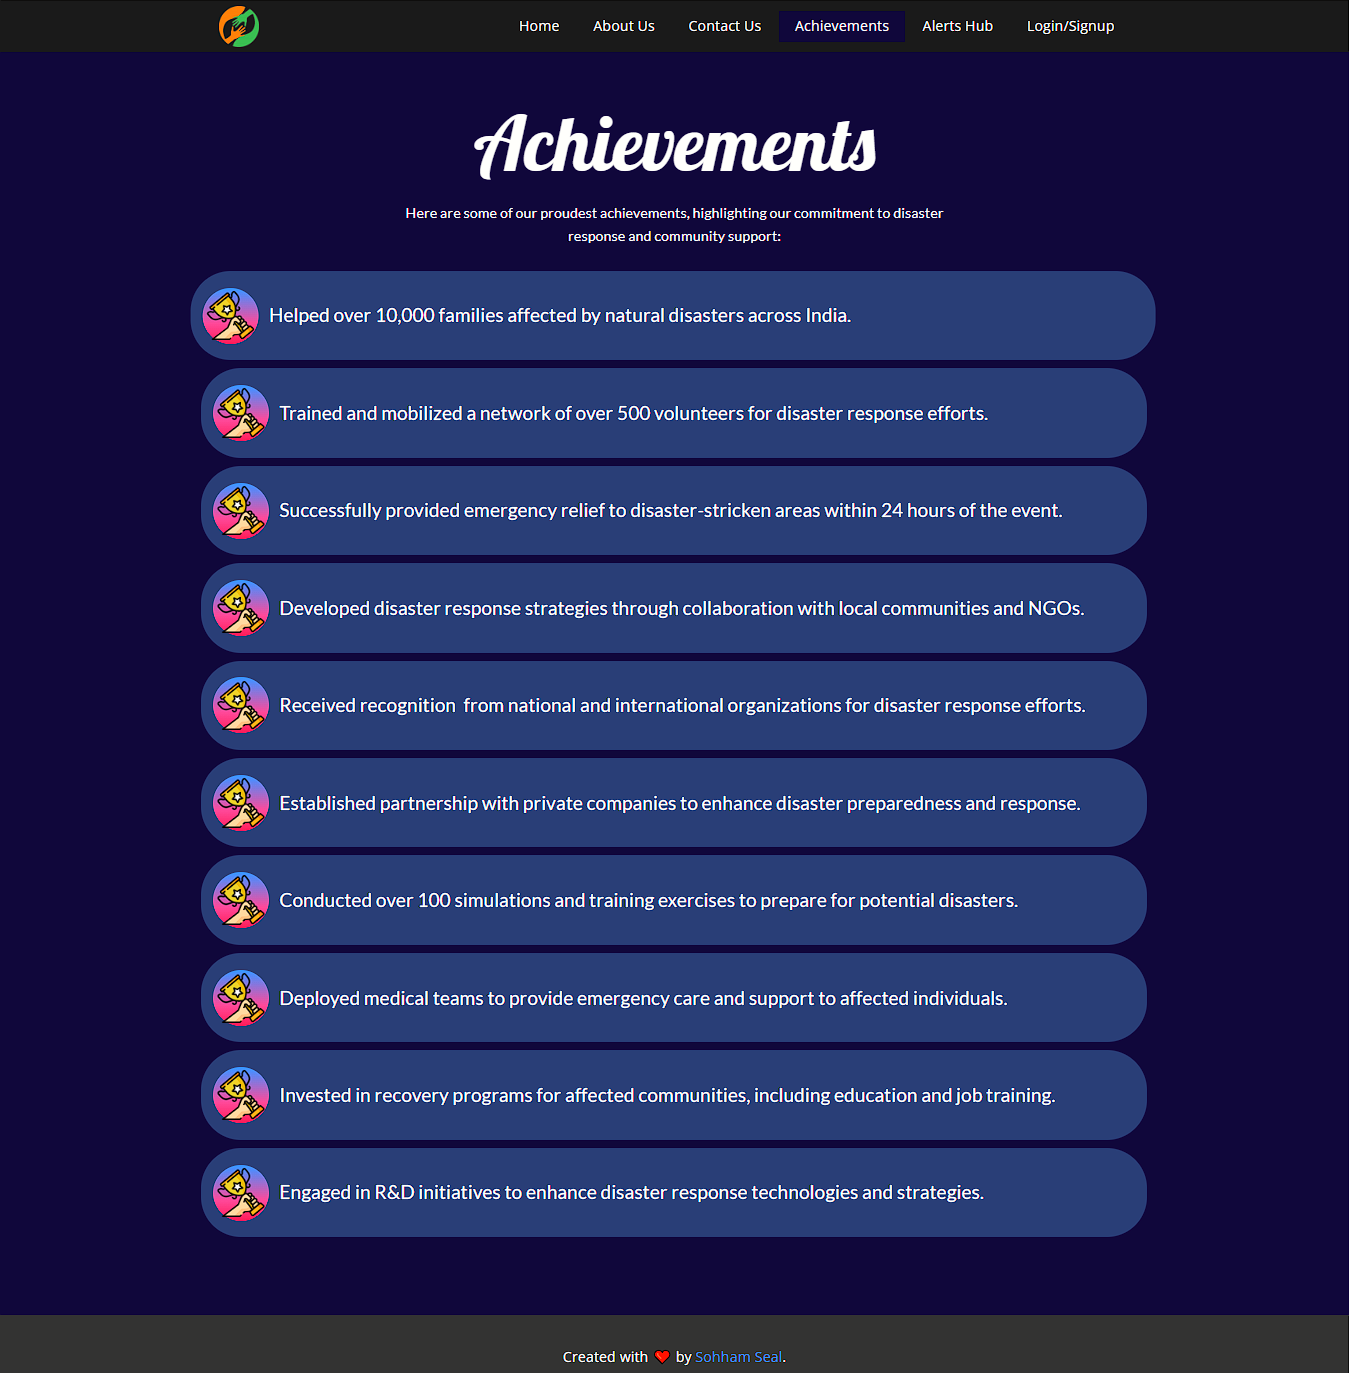 Home About Us Contact Us Achievements Alerts Hub Login/Signup
Achievements
Here are some of our proudest achievements, highlighting our commitment to disaster
response and community support:
Helped over 10,000 families affected by natural disasters across India.
Trained and mobilized a network of over 500 volunteers for disaster response efforts.
Successfully provided emergency relief to disaster-stricken areas within 24 hours of the event.
Developed disaster response strategies through collaboration with local communities and NGOs.
Received recognition  from national and international organizations for disaster response efforts.
Established partnership with private companies to enhance disaster preparedness and response.
Conducted over 100 simulations and training exercises to prepare for potential disasters.
Deployed medical teams to provide emergency care and support to affected individuals.
Invested in recovery programs for affected communities, including education and job training.
Engaged in R&D initiatives to enhance disaster response technologies and strategies.
Created with ❤️ by Sohham Seal.